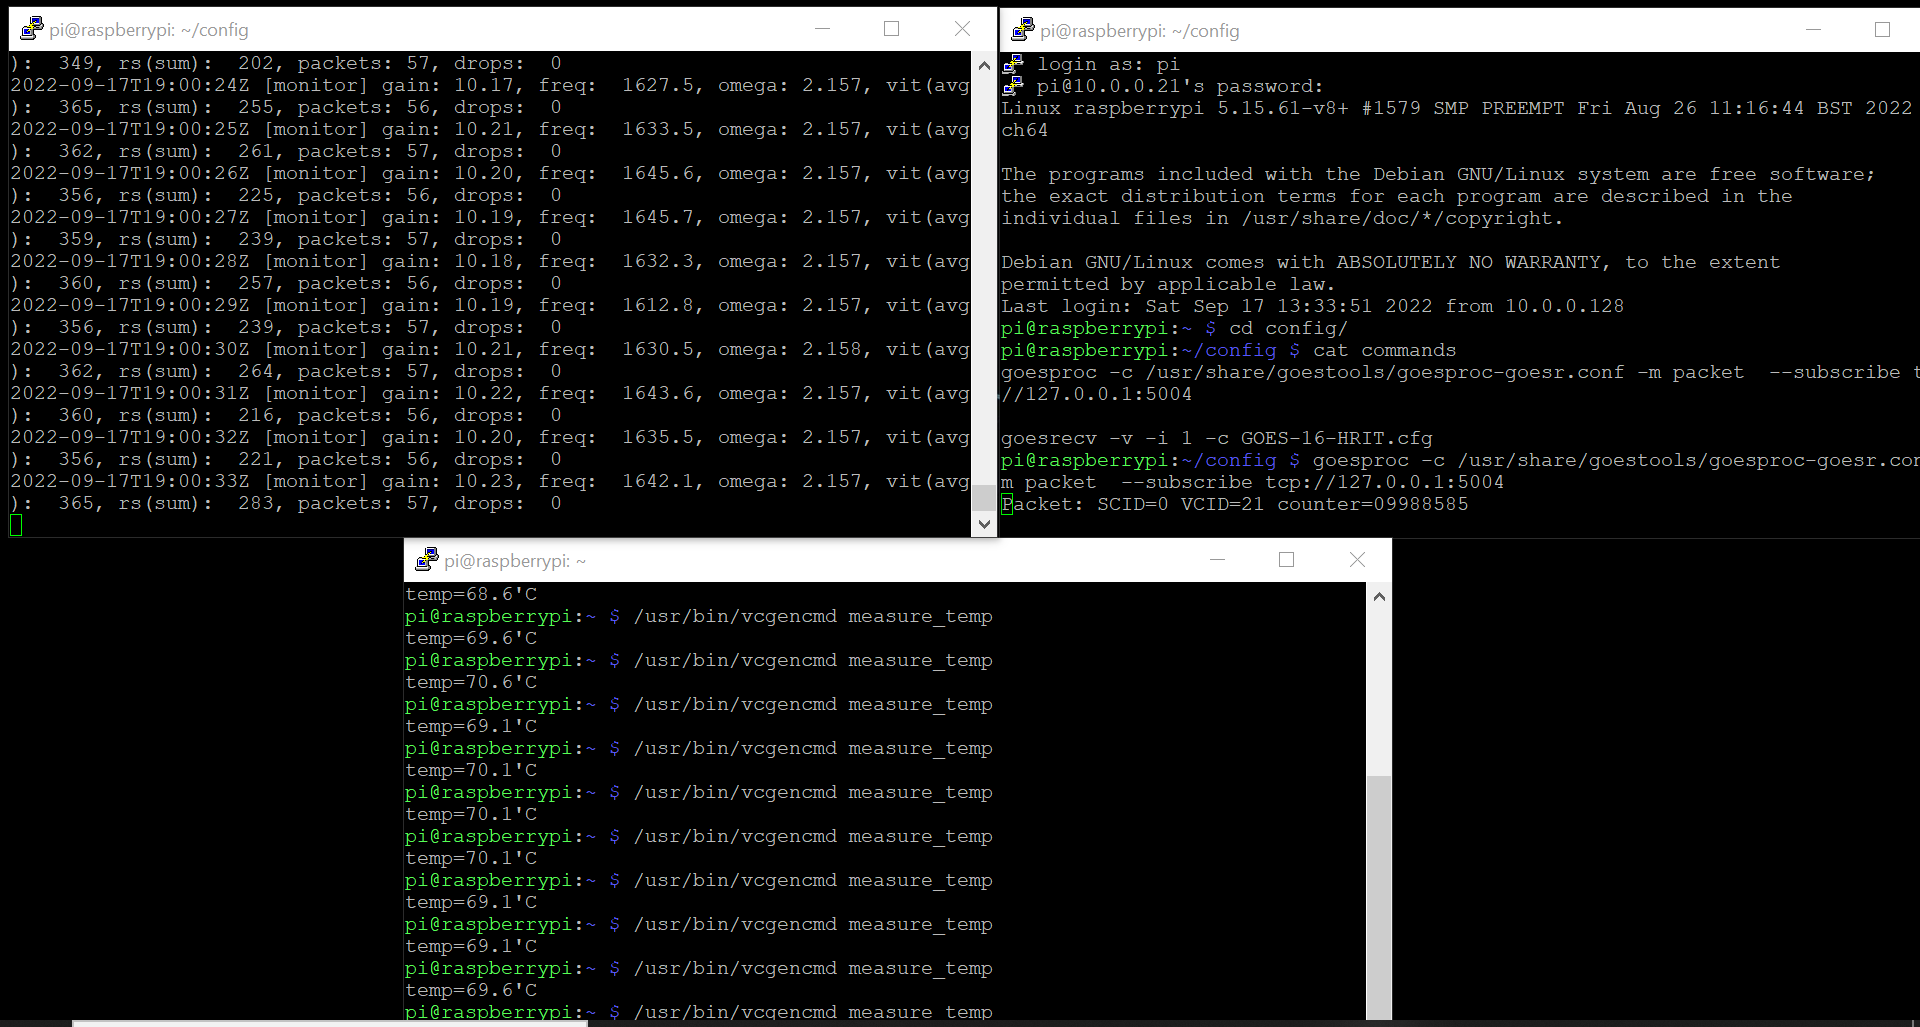 pi@raspberrypi: ~/config
):  349, rs(sum):  202, packets: 57, drops:  0
2022-09-17T19:00:24Z [monitor] gain: 10.17, freq:  1627.5, omega: 2.157, vit(avg
):  365, rs(sum):  255, packets: 56, drops:  0
2022-09-17T19:00:25Z [monitor] gain: 10.21, freq:  1633.5, omega: 2.157, vit(avg
):  362, rs(sum):  261, packets: 57, drops:  0
2022-09-17T19:00:26Z [monitor] gain: 10.20, freq:  1645.6, omega: 2.157, vit(avg
):  356, rs(sum):  225, packets: 56, drops:  0
2022-09-17T19:00:27Z [monitor] gain: 10.19, freq:  1645.7, omega: 2.157, vit(avg
):  359, rs(sum):  239, packets: 57, drops:  0
2022-09-17T19:00:28Z [monitor] gain: 10.18, freq:  1632.3, omega: 2.157, vit(avg
):  360, rs(sum):  257, packets: 56, drops:  0
2022-09-17T19:00:29Z [monitor] gain: 10.19, freq:  1612.8, omega: 2.157, vit(avg
):  356, rs(sum):  239, packets: 57, drops:  0
2022-09-17T19:00:30Z [monitor] gain: 10.21, freq:  1630.5, omega: 2.158, vit(avg
):  362, rs(sum):  264, packets: 57, drops:  0
2022-09-17T19:00:31Z [monitor] gain: 10.22, freq:  1643.6, omega: 2.157, vit(avg
):  360, rs(sum):  216, packets: 56, drops:  0
2022-09-17T19:00:32Z [monitor] gain: 10.20, freq:  1635.5, omega: 2.157, vit(avg
):  356, rs(sum):  221, packets: 56, drops:  0
2022-09-17T19:00:33Z [monitor] gain: 10.23, freq:  1642.1, omega: 2.157, vit(avg
):  365, rs(sum):  283, packets: 57, drops:  0
pi@raspberrypi: ~/config
login as: pi
pi@10.0.0.21's password:
Linux raspberrypi 5.15.61-v8+ #1579 SMP PREEMPT Fri Aug 26 11:16:44 BST 2022
ch64
The programs included with the Debian GNU/Linux system are free software;
the exact distribution terms for each program are described in the
individual files in /usr/share/doc/*/copyright.
Debian GNU/Linux comes with ABSOLUTELY NO WARRANTY, to the extent
permitted by applicable law.
Last login: Sat Sep 17 13:33:51 2022 from 10.0.0.128
pi@raspberrypi:~ $ cd config/
pi@raspberrypi:~/config $ cat commands
goesproc -c /usr/share/goestools/goesproc-goesr.conf -m packet  --subscribe t
//127.0.0.1:5004
goesrecv -v -i 1 -c GOES-16-HRIT.cfg
pi@raspberrypi:~/config $ goesproc -c /usr/share/goestools/goesproc-goesr.con
m packet  --subscribe tcp://127.0.0.1:5004
Packet: SCID=0 VCID=21 counter=09988585
pi@raspberrypi: ~
temp=68.6'C
pi@raspberrypi:~ $ /usr/bin/vcgencmd measure_temp
temp=69.6'C
pi@raspberrypi:~ $ /usr/bin/vcgencmd measure_temp
temp=70.6'C
pi@raspberrypi:~ $ /usr/bin/vcgencmd measure_temp
temp=69.1'C
pi@raspberrypi:~ $ /usr/bin/vcgencmd measure_temp
temp=70.1'C
pi@raspberrypi:~ $ /usr/bin/vcgencmd measure_temp
temp=70.1'C
pi@raspberrypi:~ $ /usr/bin/vcgencmd measure_temp
temp=70.1'C
pi@raspberrypi:~ $ /usr/bin/vcgencmd measure_temp
temp=69.1'C
pi@raspberrypi:~ $ /usr/bin/vcgencmd measure_temp
temp=69.1'C
pi@raspberrypi:~ $ /usr/bin/vcgencmd measure_temp
temp=69.6'C
pi@raspberrypi:~ $ /usr/bin/vcgencmd measure_temp